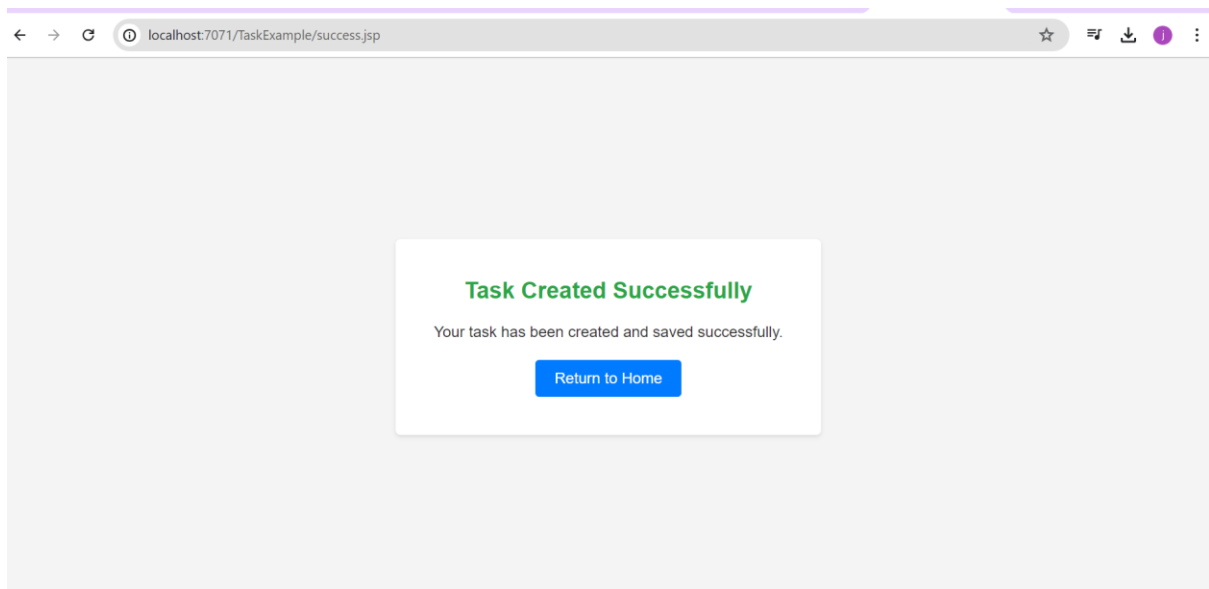 localhost:7071/TaskExample/success.jsp
j
Task Created Successfully
Your task has been created and saved successfully.
Return to Home